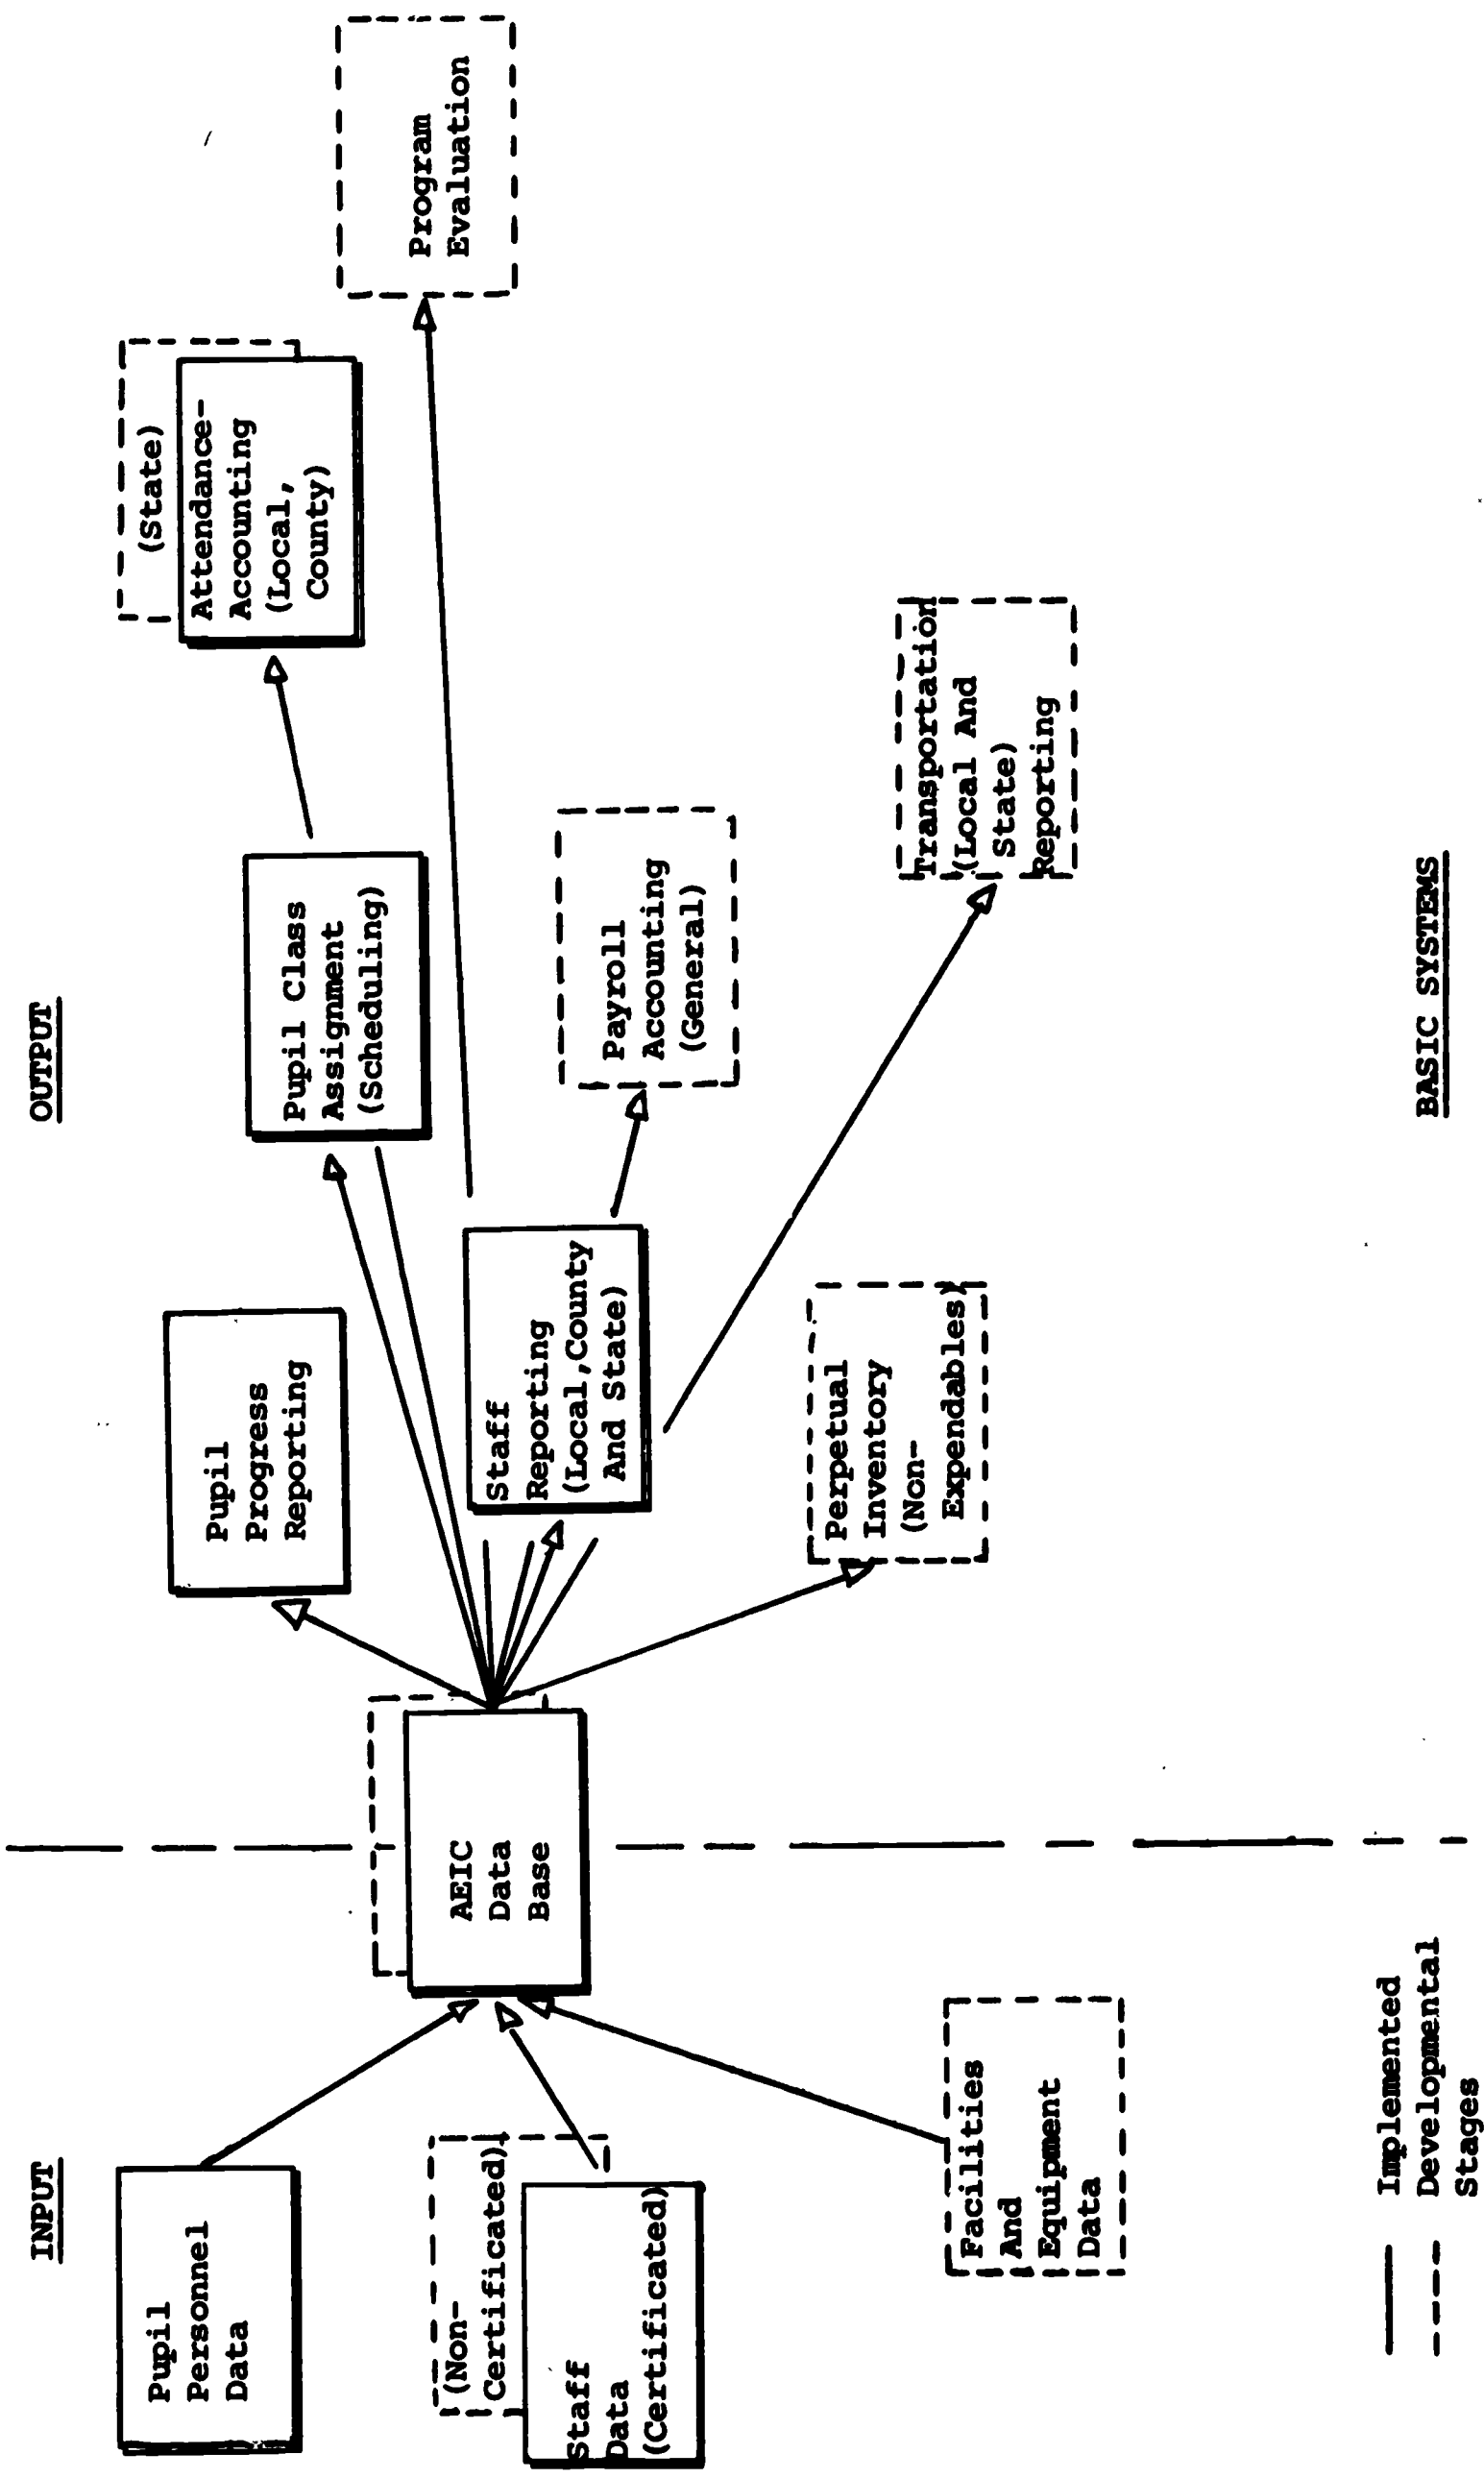 INPUT
OUTPUT
Pupil
Personnel
Data
(Non-
Certificated)
Staff
Data
(Certificated)
Facilities
And
Equipment
Data
AEIC
Data
Base
Pupil
Progress
Reporting
Pupil Class
Assignment
(Scheduling)
(State)
Attendance-
Accounting
(Local,
County)
Staff
Reporting
(Local,County
And State)
Program
Evaluation
Payroll
Accounting
(General)
Perpetual
Inventory
(Non-
Expendables)
Transportation
(Local And
State)
Reporting
Implemented
Developmental
Stages
BASIC SYSTEMS